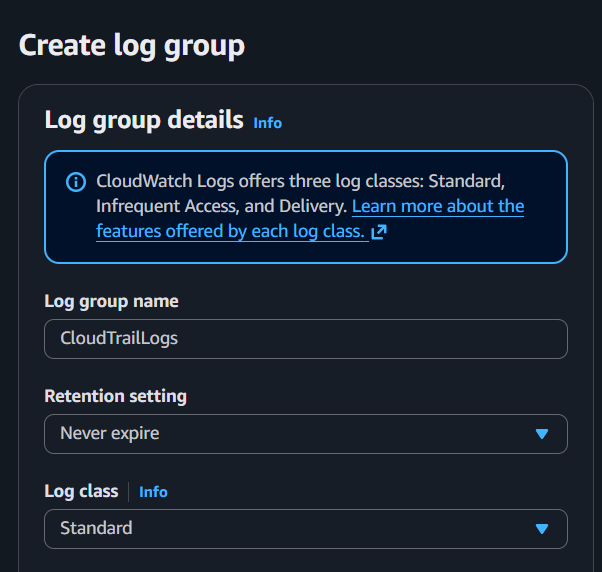 Create log group
Log group details Info
CloudWatch Logs offers three log classes: Standard,
Infrequent Access, and Delivery. Learn more about the
features offered by each log class.
Log group name
CloudTrailLogs
Retention setting
Never expire
Log class Info
Standard